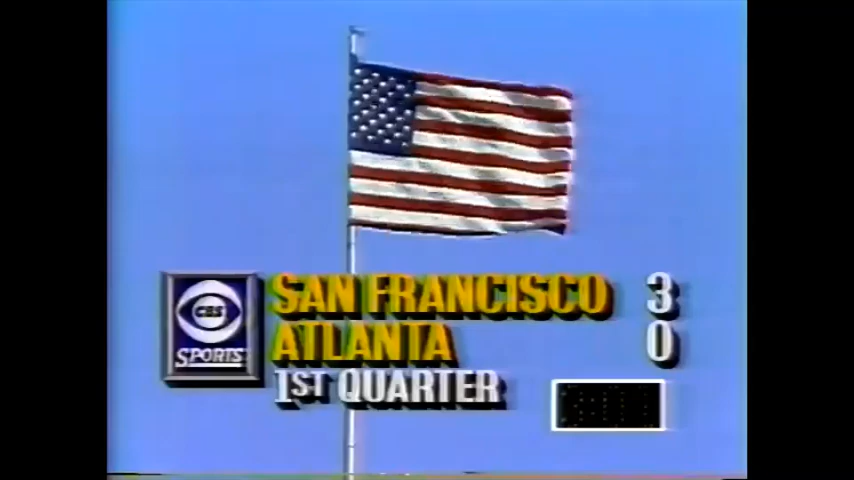 CBS
SPORTS
SAN FRANCISCO 3
ATLANTA 0
1ST QUARTER